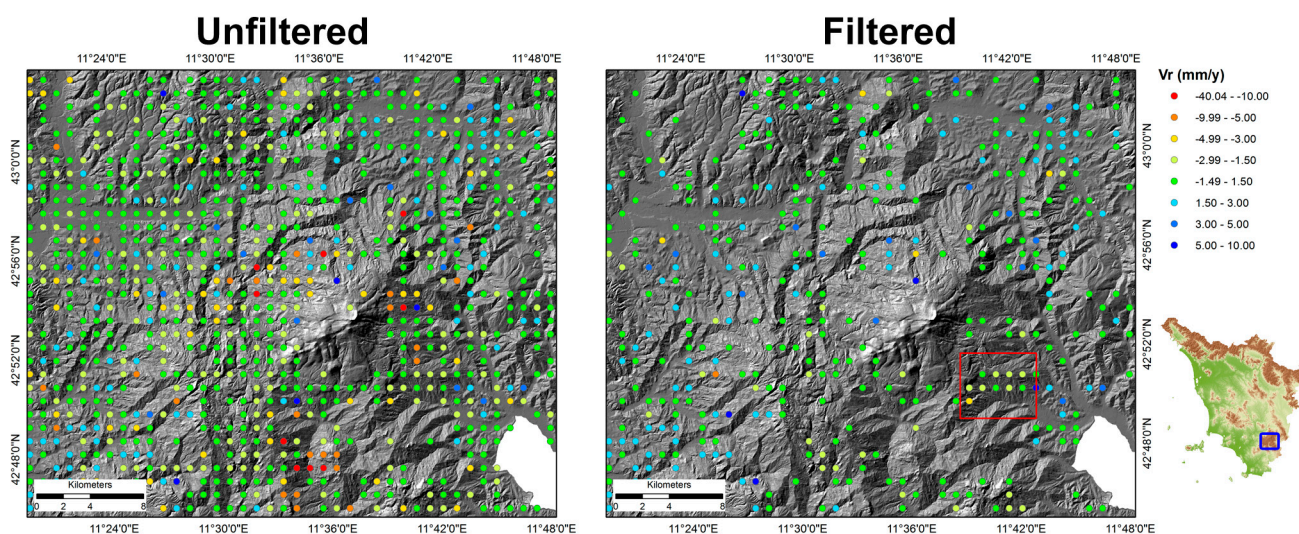 Unfiltered
Filtered
11°24'0"E 11°30'0"E 11°36'0"E 11°42'0"E 11°48'0"E
11°24'0"E 11°30'0"E 11°36'0"E 11°42'0"E 11°48'0"E
43°0'0"N
42°56'0"N
42°52'0"N
42°48'0"N
43°0'0"N
42°56'0"N
42°52'0"N
42°48'0"N
Kilometers
0 2 4 8
Kilometers
0 2 4 8
11°24'0"E 11°30'0"E 11°36'0"E 11°42'0"E 11°48'0"E
11°24'0"E 11°30'0"E 11°36'0"E 11°42'0"E 11°48'0"E
Vr (mm/y)
-40.04 - -10.00
-9.99 - -5.00
-4.99 - -3.00
-2.99 - -1.50
-1.49 - 1.50
1.50 - 3.00
3.00 - 5.00
5.00 - 10.00